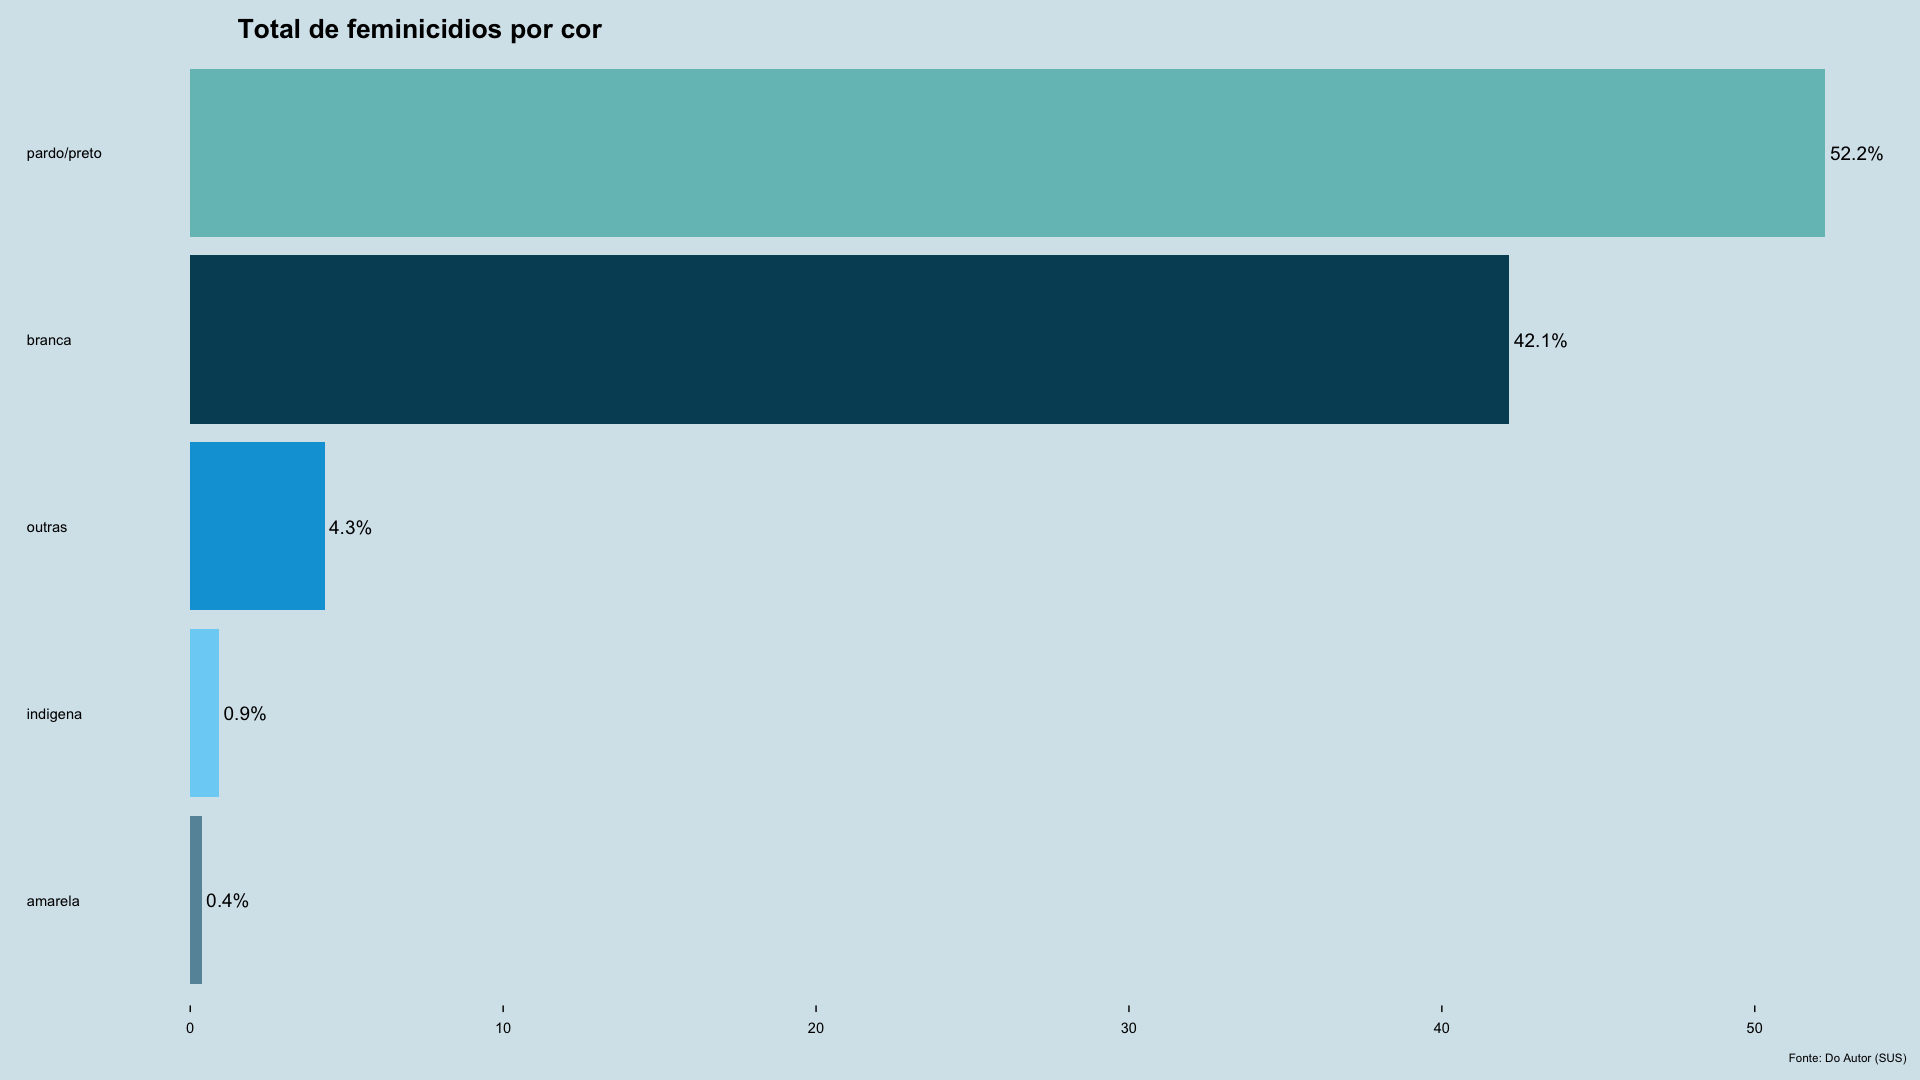 Total de feminicidios por cor
pardo/preto
52.2%
branca
42.1%
outras
4.3%
indigena
0.9%
amarela
0.4%
0 10 20 30 40 50
Fonte: Do Autor (SUS)